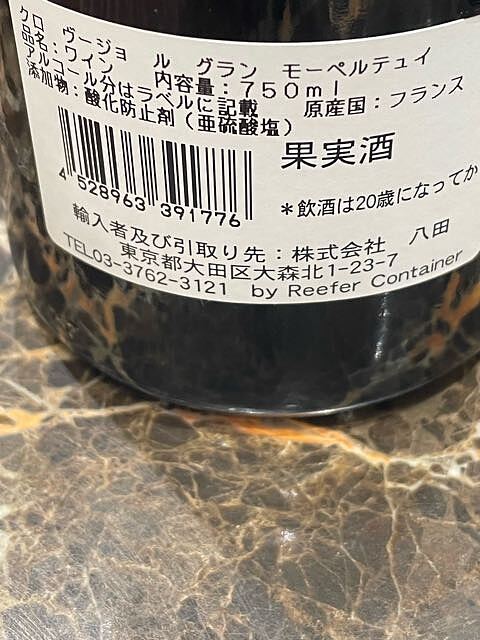 クロ ヴージョ ル グラン モーペルテュイ
品名：ワイン 内容量：７５０ｍｌ
アルコール分はラベルに記載 原産国：フランス
添加物：酸化防止剤（亜硫酸塩）
果実酒
4 528963 391776
＊飲酒は20歳になってか
輸入者及び引取り先：株式会社 八田
東京都大田区大森北1-23-7
TEL03-3762-3121 by Reefer Container